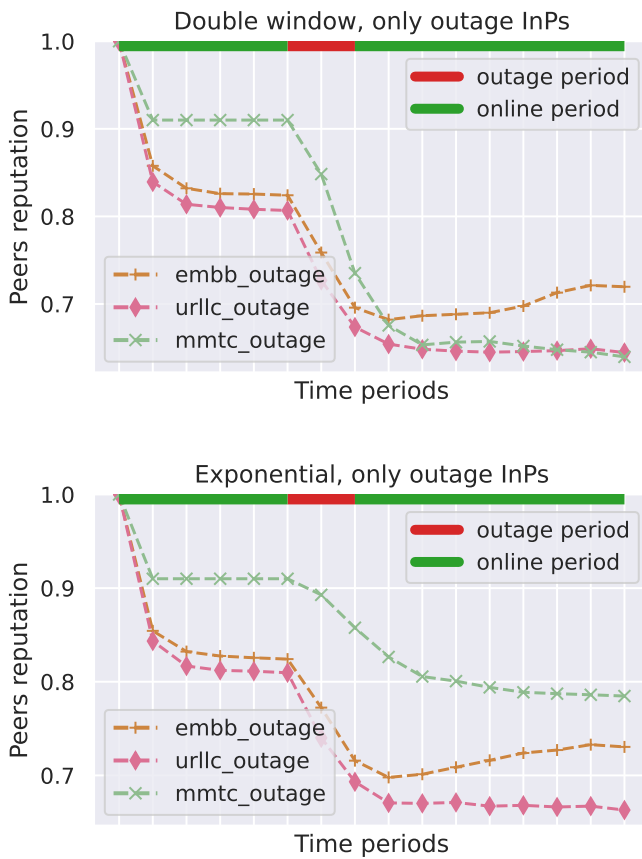 Double window, only outage InPs
1.0
0.9
0.8
0.7
Peers reputation
outage period
online period
embb_outage
urllc_outage
mmtc_outage
Time periods
Exponential, only outage InPs
1.0
0.9
0.8
0.7
Peers reputation
outage period
online period
embb_outage
urllc_outage
mmtc_outage
Time periods